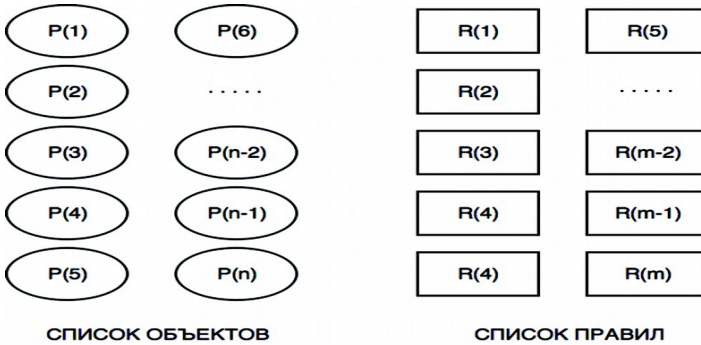 P(1) P(6) R(1) R(5)
P(2) ..... R(2) .....
P(3) P(n-2) R(3) R(m-2)
P(4) P(n-1) R(4) R(m-1)
P(5) P(n) R(4) R(m)
СПИСОК ОБЪЕКТОВ СПИСОК ПРАВИЛ